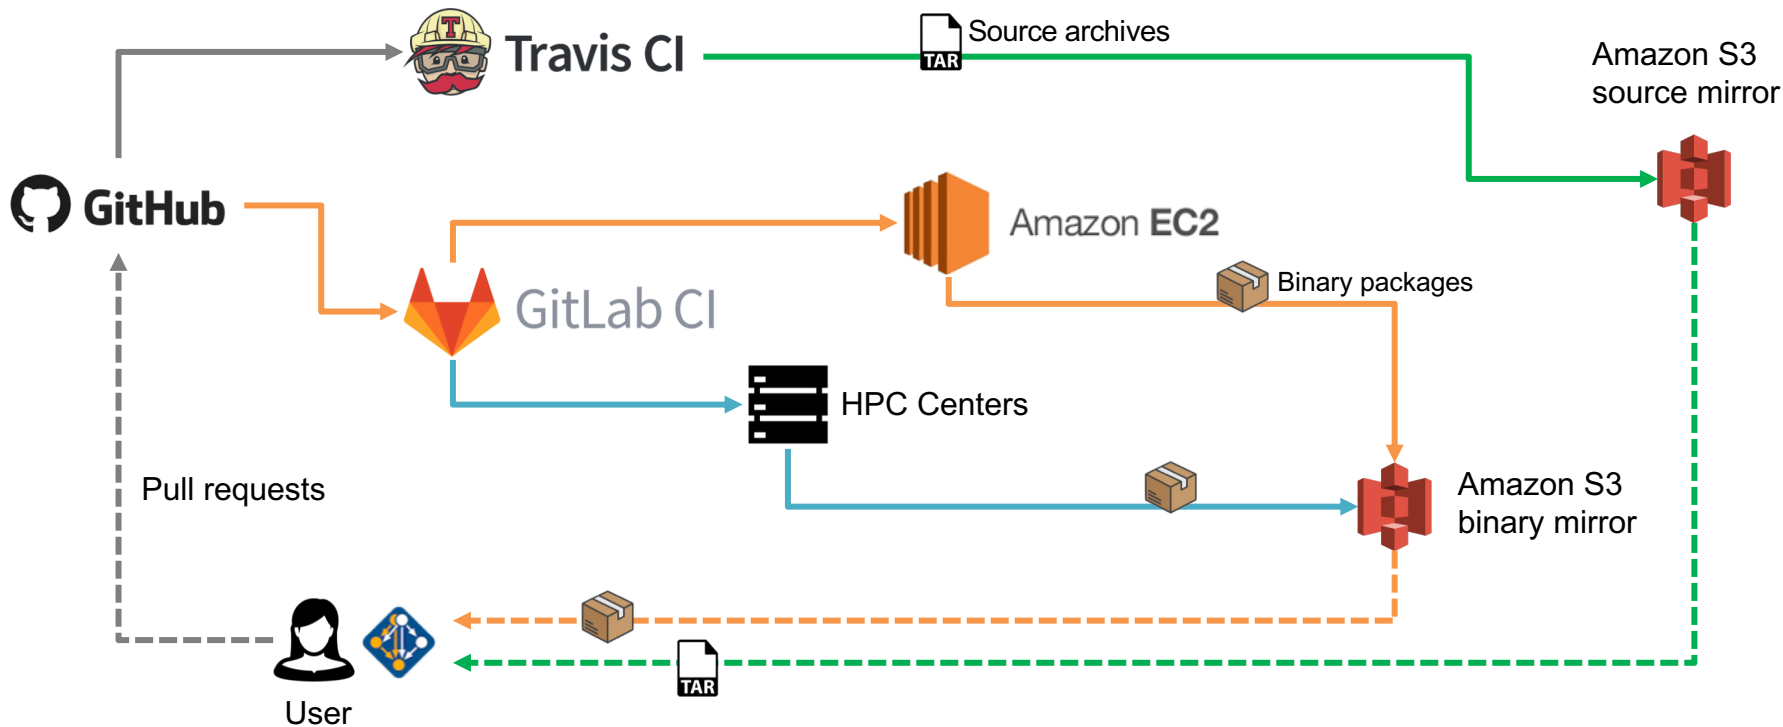 T
Travis CI
TAR
Source archives
Amazon S3
source mirror
GitHub
Amazon EC2
Binary packages
GitLab CI
HPC Centers
Pull requests
Amazon S3
binary mirror
TAR
User